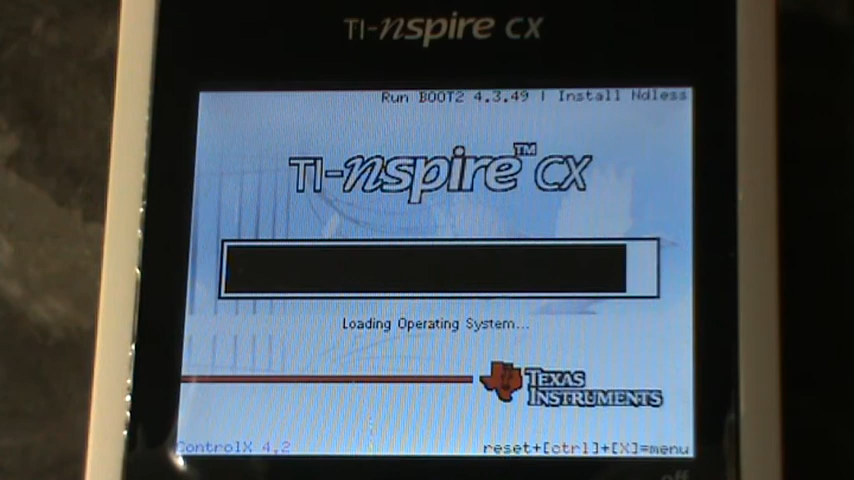 TI-nspire CX
Run BOOT2 4.3.49 | Install Ndless
TI-nspire™ CX
Loading Operating System...
TEXAS
INSTRUMENTS
ControlX 4.2
reset+[ctrl]+[X]=menu
off